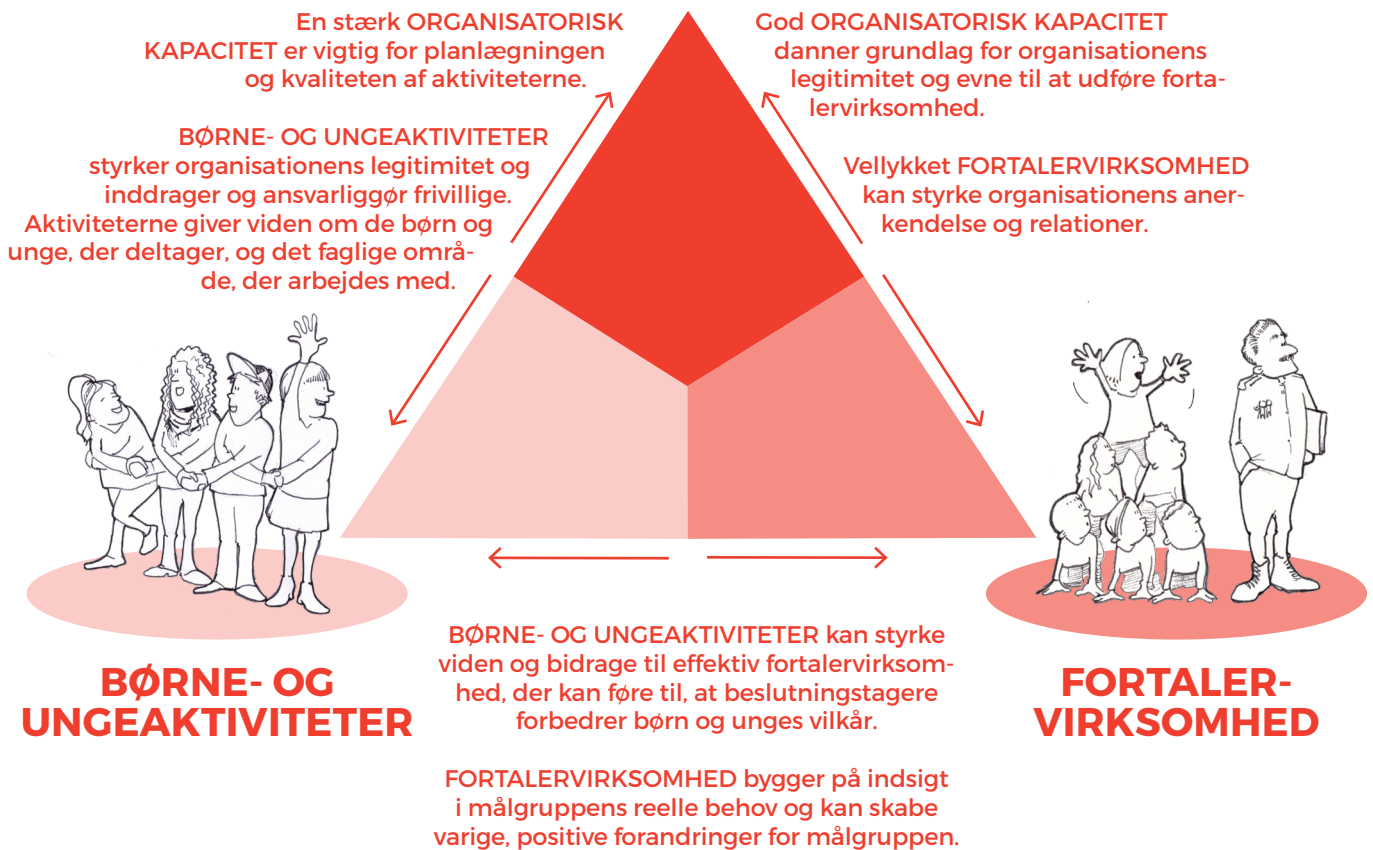 En stærk ORGANISATORISK
KAPACITET er vigtig for planlægningen
og kvaliteten af aktiviteterne.
BØRNE- OG UNGEAKTIVITETER
styrker organisationens legitimitet og
inddrager og ansvarliggør frivillige.
Aktiviteterne giver viden om de børn og
unge, der deltager, og det faglige områ-
de, der arbejdes med.
God ORGANISATORISK KAPACITET
danner grundlag for organisationens
legitimitet og evne til at udføre forta-
lervirksomhed.
Vellykket FORTALERVIRKSOMHED
kan styrke organisationens aner-
kendelse og relationer.
BØRNE- OG
UNGEAKTIVITETER
BØRNE- OG UNGEAKTIVITETER kan styrke
viden og bidrage til effektiv fortalervirksom-
hed, der kan føre til, at beslutningstagere
forbedrer børn og unges vilkår.
FORTALERVIRKSOMHED bygger på indsigt
i målgruppens reelle behov og kan skabe
varige, positive forandringer for målgruppen.
FORTALER-
VIRKSOMHED